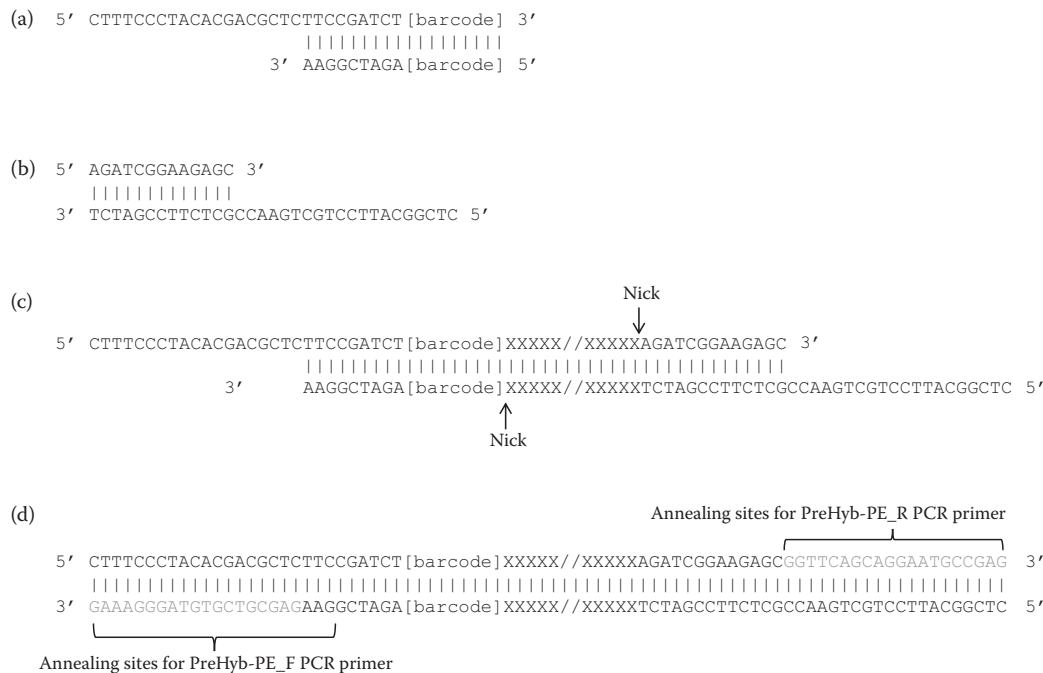 (a)
5′ CTTTCCCTACACGACGCTCTTCCGATCT[barcode] 3′
||||||||||||||||||
3′ AAGGCTAGA[barcode] 5′
(b)
5′ AGATCGGAAGAGC 3′
|||||||||||||
3′ TCTAGCCTTCTCGCCAAGTCGTCCTTACGGCTC 5′
(c)
Nick
5′ CTTTCCCTACACGACGCTCTTCCGATCT[barcode]XXXXX//XXXXXAGATCGGAAGAGC 3′
3′ AAGGCTAGA[barcode]XXXXX//XXXXXTCTAGCCTTCTCGCCAAGTCGTCCTTACGGCTC 5′
Nick
(d)
Annealing sites for PreHyb-PE_R PCR primer
5′ CTTTCCCTACACGACGCTCTTCCGATCT[barcode]XXXXX//XXXXXAGATCGGAAGAGCGGTTCAGCAGGAATGCCGAG 3′
3′ GAAAGGGATGTGCTGCGAGAAGGCTAGA[barcode]XXXXX//XXXXXTCTAGCCTTCTCGCCAAGTCGTCCTTACGGCTC 5′
Annealing sites for PreHyb-PE_F PCR primer